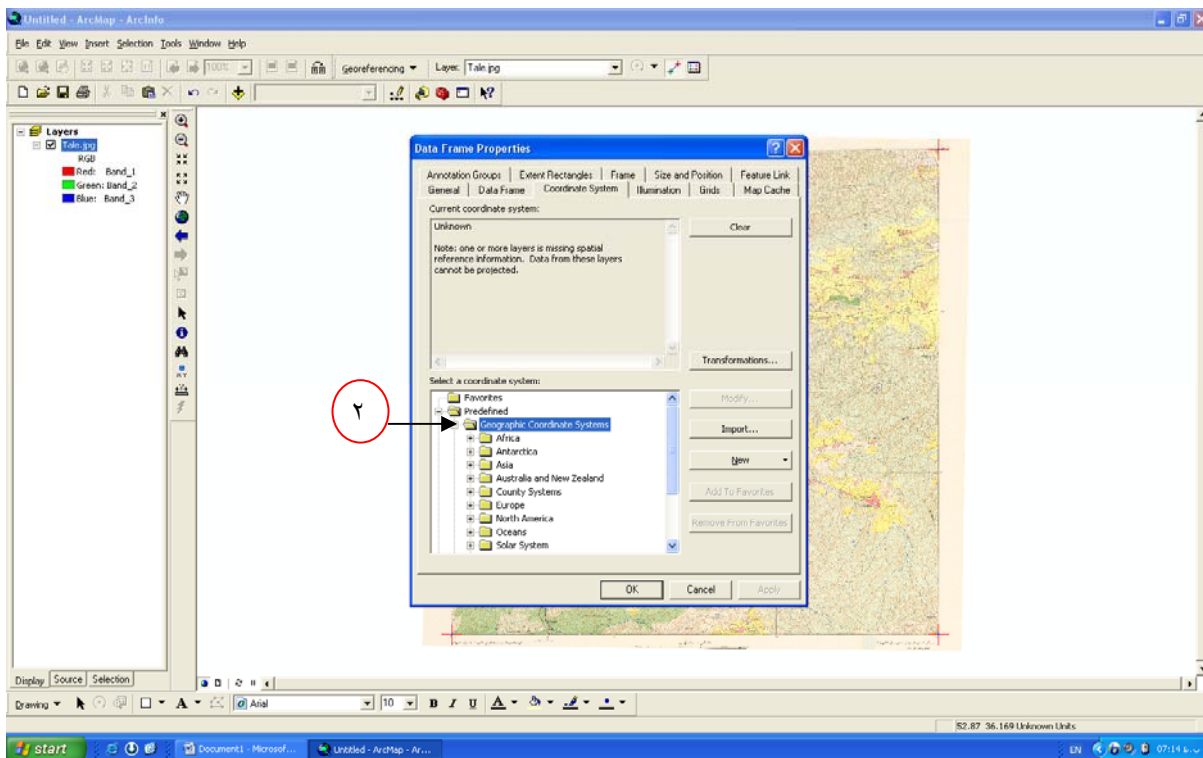 Untitled - ArcMap - ArcInfo
File Edit View Insert Selection Tools Window Help
100% Georeferencing Layer: Tale.jpg
Layers
Tale.jpg
RGB
Red: Band_1
Green: Band_2
Blue: Band_3
Data Frame Properties
Annotation Groups Extent Rectangles Frame Size and Position Feature Link
General Data Frame Coordinate System Illumination Grids Map Cache
Current coordinate system:
Unknown
Note: one or more layers is missing spatial
reference information. Data from these layers
cannot be projected.
Clear
Transformations...
Select a coordinate system:
Favorites
Predefined
Geographic Coordinate Systems
Africa
Antarctica
Asia
Australia and New Zealand
County Systems
Europe
North America
Oceans
Solar System
Modify...
Import...
New
Add To Favorites
Remove From Favorites
۲
OK Cancel Apply
Display Source Selection
Drawing A Arial 10 B I U A
52.87 36.169 Unknown Units
start Document1 - Microsof... Untitled - ArcMap - Ar... EN 07:14 ب.ظ